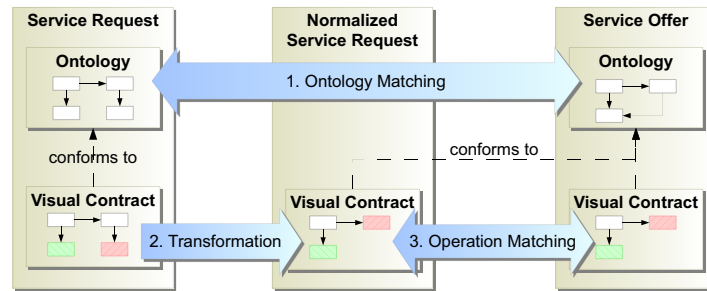 Service Request
Normalized
Service Request
Service Offer
Ontology
Ontology
1. Ontology Matching
conforms to
conforms to
Visual Contract
Visual Contract
Visual Contract
2. Transformation
3. Operation Matching